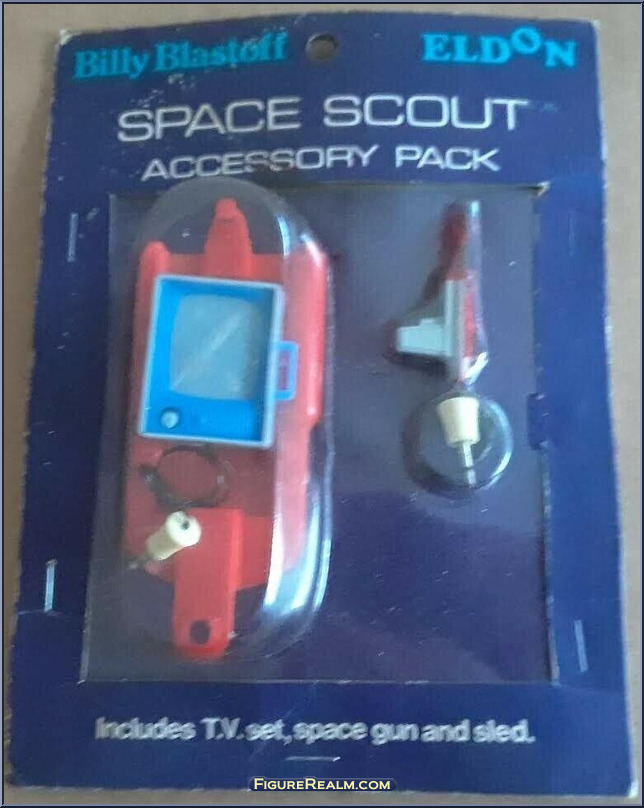 Billy Blastoff ELDON
SPACE SCOUT
ACCESSORY PACK
Includes T.V. set, space gun and sled.
FIGUREREALM.COM